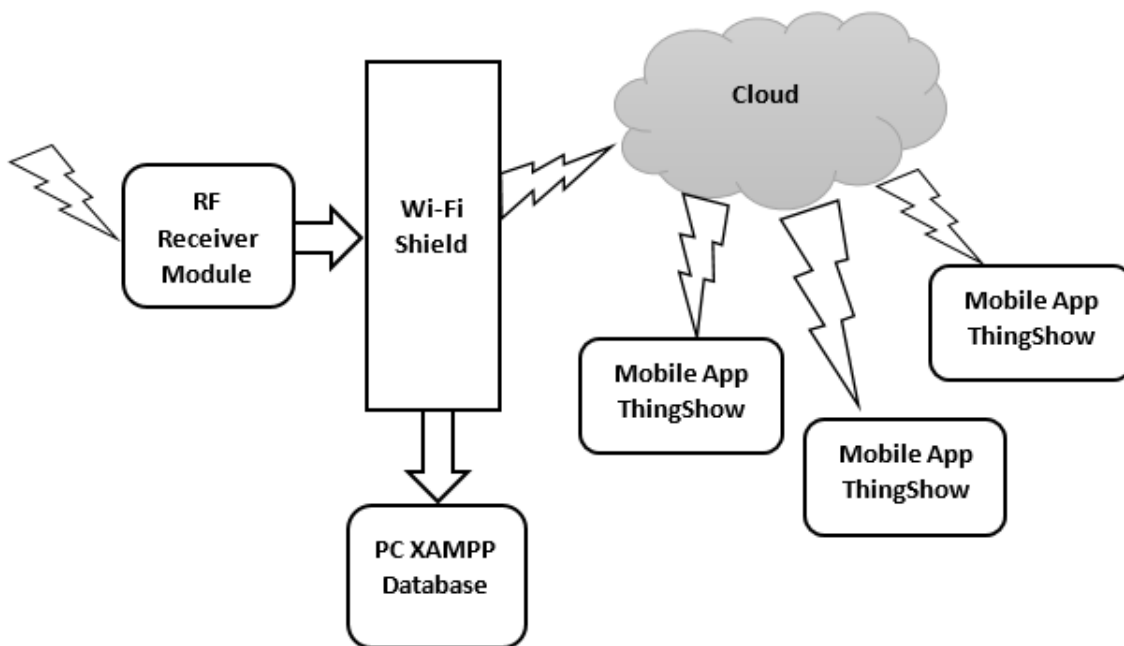 Cloud
RF
Receiver
Module
Wi-Fi
Shield
Mobile App
ThingShow
Mobile App
ThingShow
Mobile App
ThingShow
PC XAMPP
Database